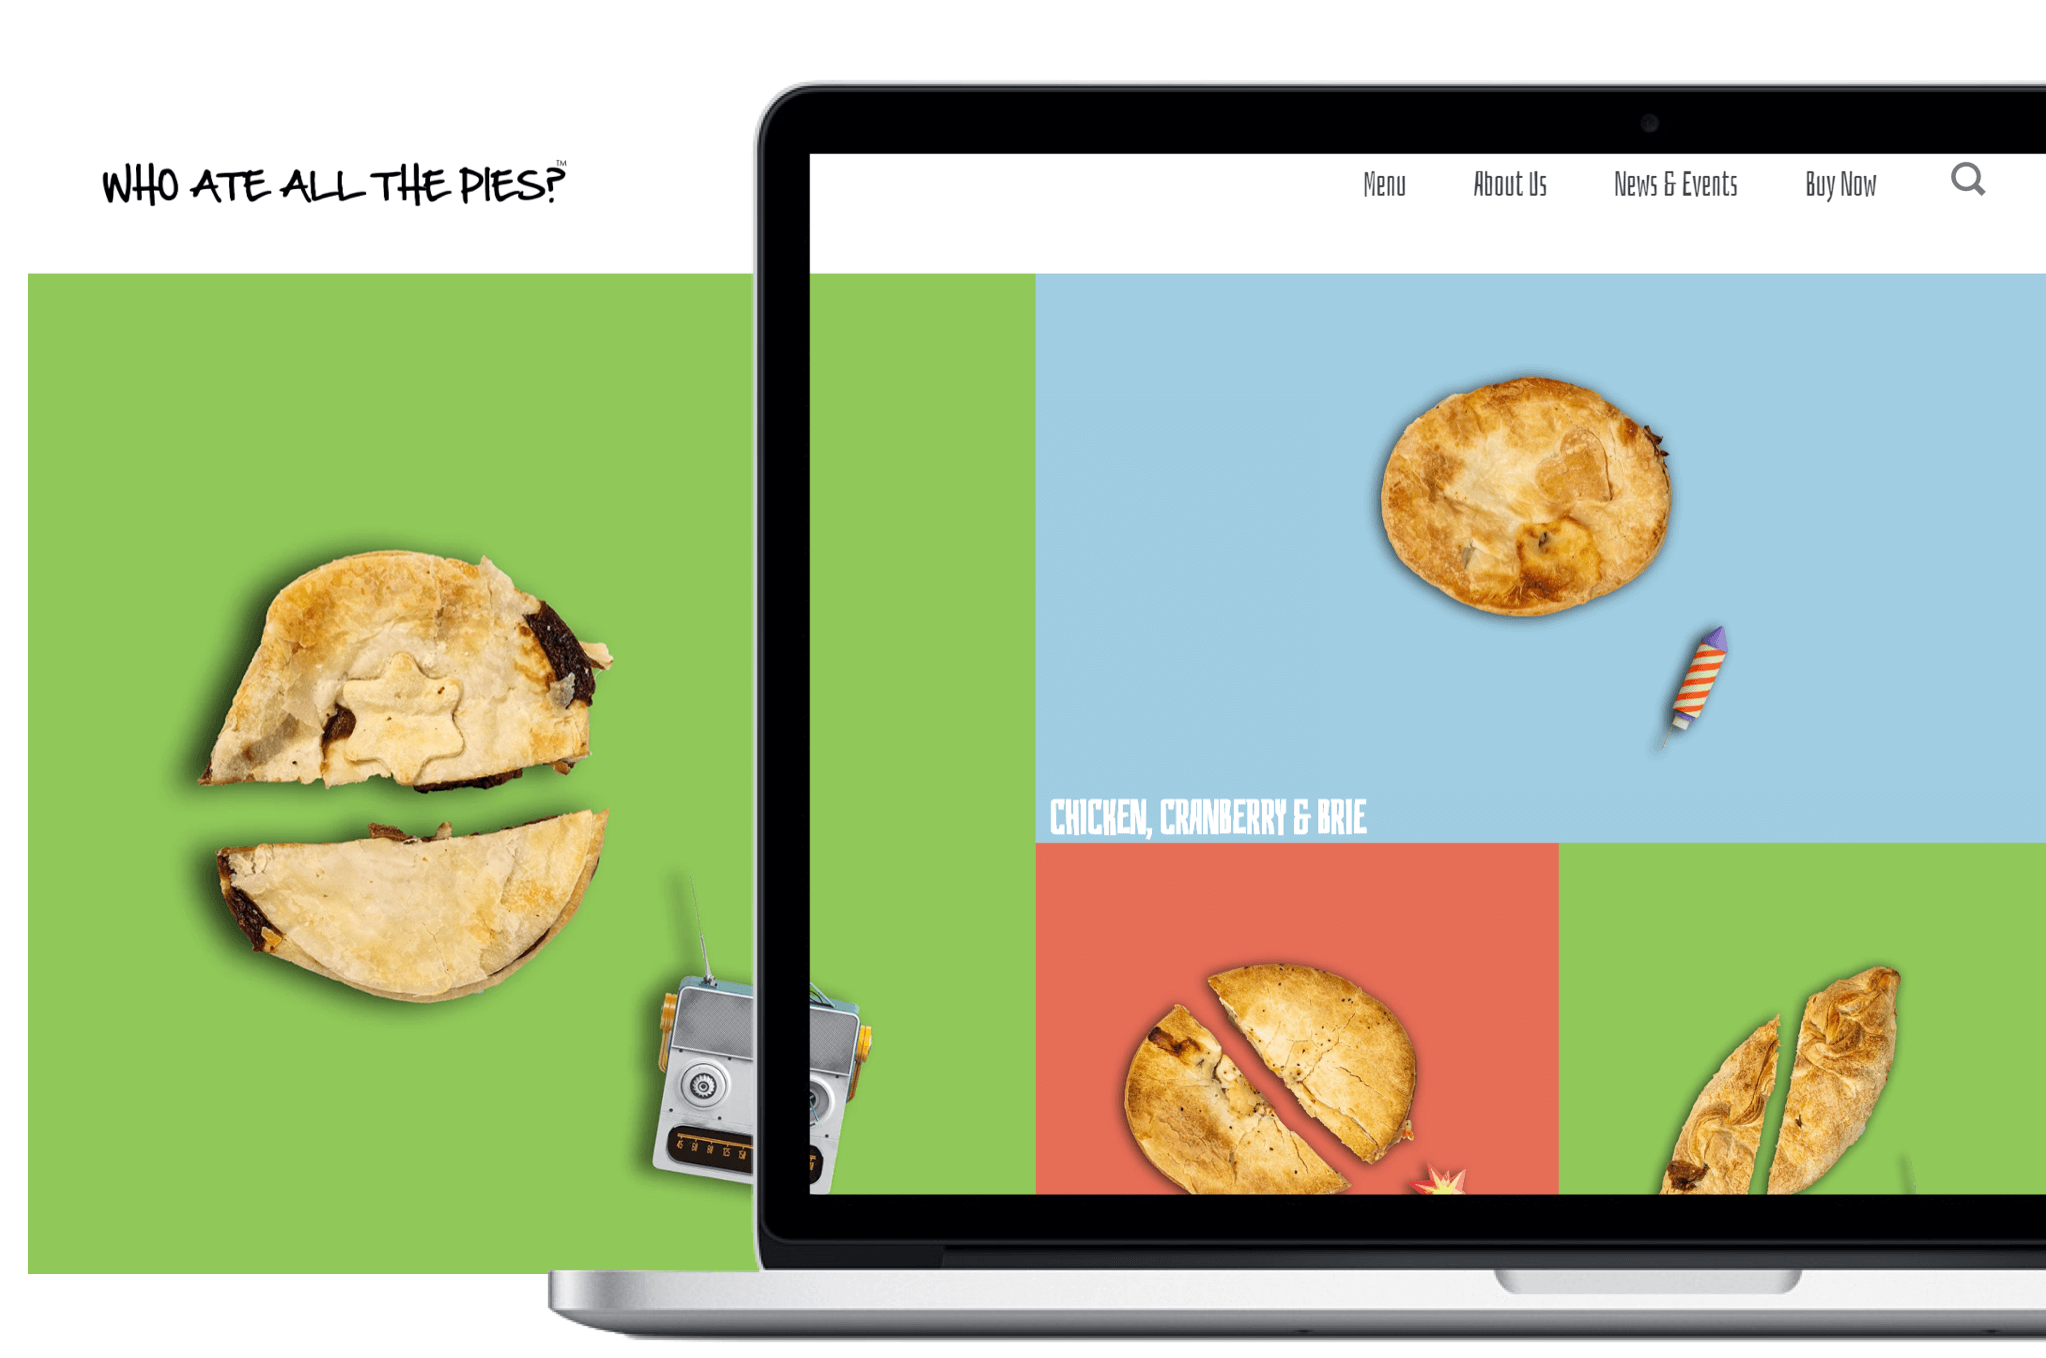 WHO ATE ALL THE PIES?™
Menu About Us News & Events Buy Now
CHICKEN, CRANBERRY & BRIE